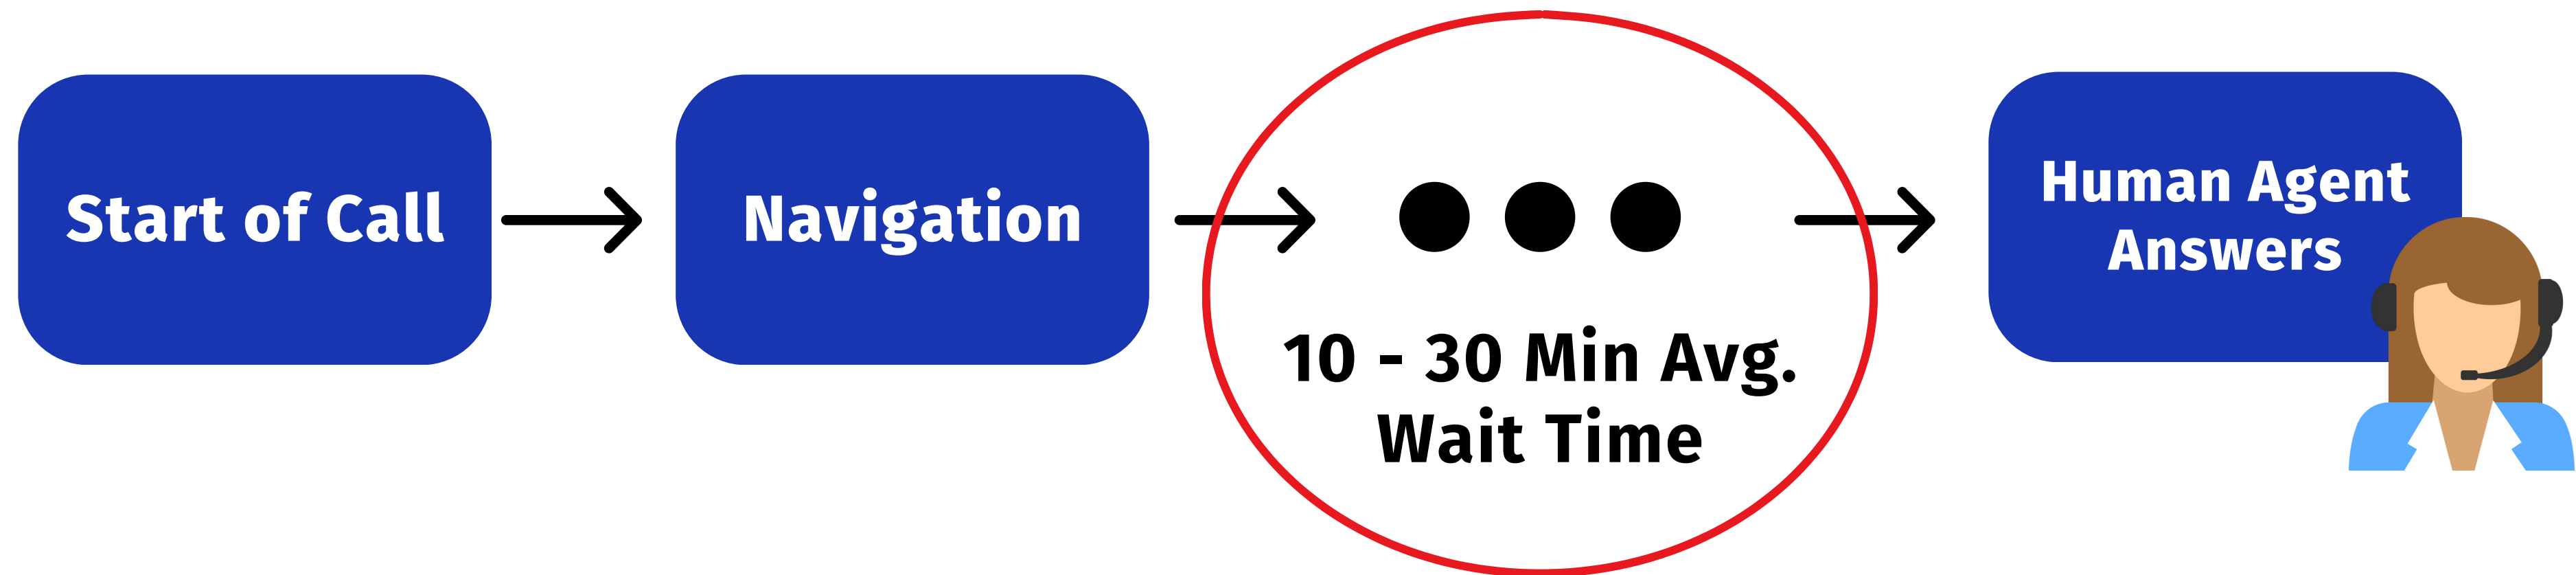 Start of Call
Navigation
10 - 30 Min Avg.
Wait Time
Human Agent
Answers